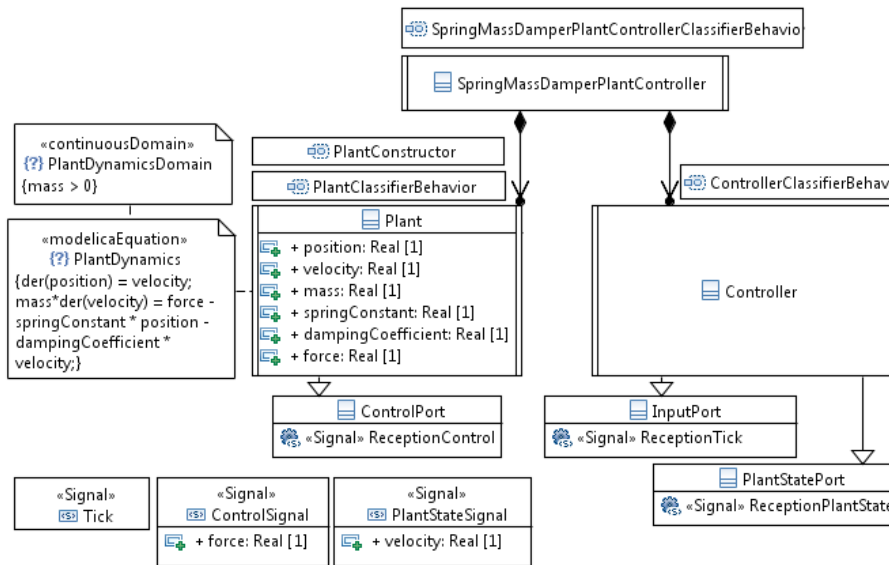 SpringMassDamperPlantControllerClassifierBehavior
SpringMassDamperPlantController
«continuousDomain»
{?} PlantDynamicsDomain
{mass > 0}
«modelicaEquation»
{?} PlantDynamics
{der(position) = velocity;
mass*der(velocity) = force -
springConstant * position -
dampingCoefficient *
velocity;}
PlantConstructor
PlantClassifierBehavior
Plant
+ position: Real [1]
+ velocity: Real [1]
+ mass: Real [1]
+ springConstant: Real [1]
+ dampingCoefficient: Real [1]
+ force: Real [1]
ControllerClassifierBehav
Controller
ControlPort
«Signal» ReceptionControl
InputPort
«Signal» ReceptionTick
PlantStatePort
«Signal» ReceptionPlantState
«Signal»
<S> Tick
«Signal»
<S> ControlSignal
+ force: Real [1]
«Signal»
<S> PlantStateSignal
+ velocity: Real [1]